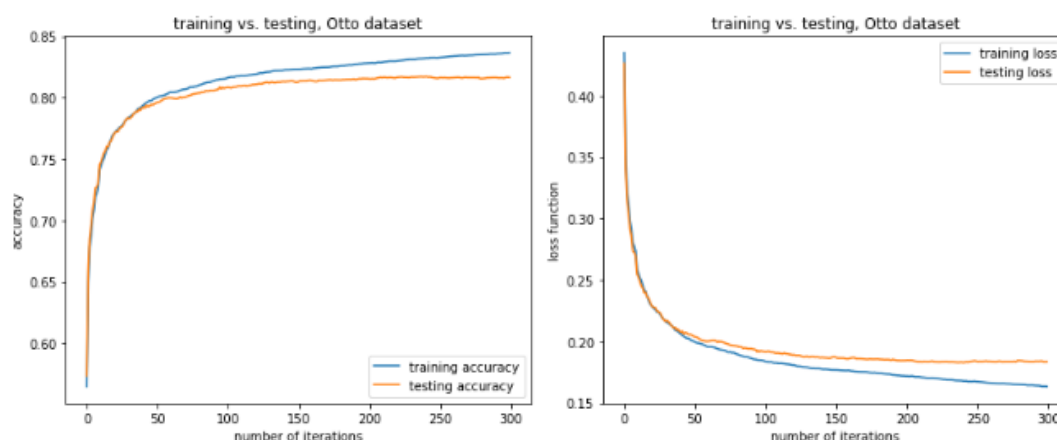 training vs. testing, Otto dataset
0.85
0.80
0.75
0.70
0.65
0.60
accuracy
training accuracy
testing accuracy
0 50 100 150 200 250 300
number of iterations
training vs. testing, Otto dataset
training loss
testing loss
0.40
0.35
0.30
0.25
0.20
0.15
loss function
0 50 100 150 200 250 300
number of iterations